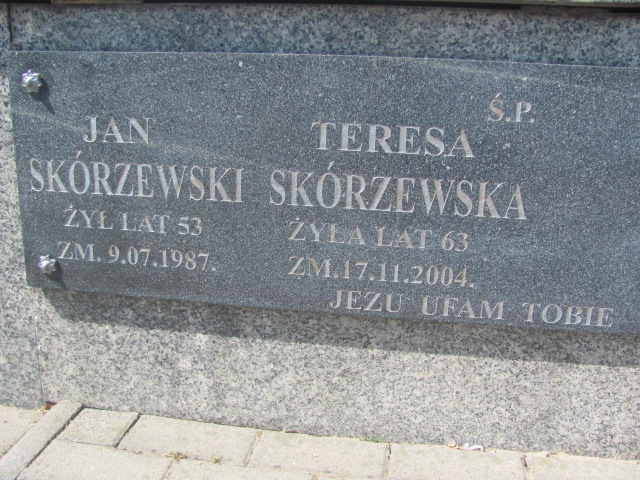 Ś.P.
JAN
SKÓRZEWSKI
ŻYŁ LAT 53
ZM. 9.07.1987.
TERESA
SKÓRZEWSKA
ŻYŁA LAT 63
ZM.17.11.2004.
JEZU UFAM TOBIE